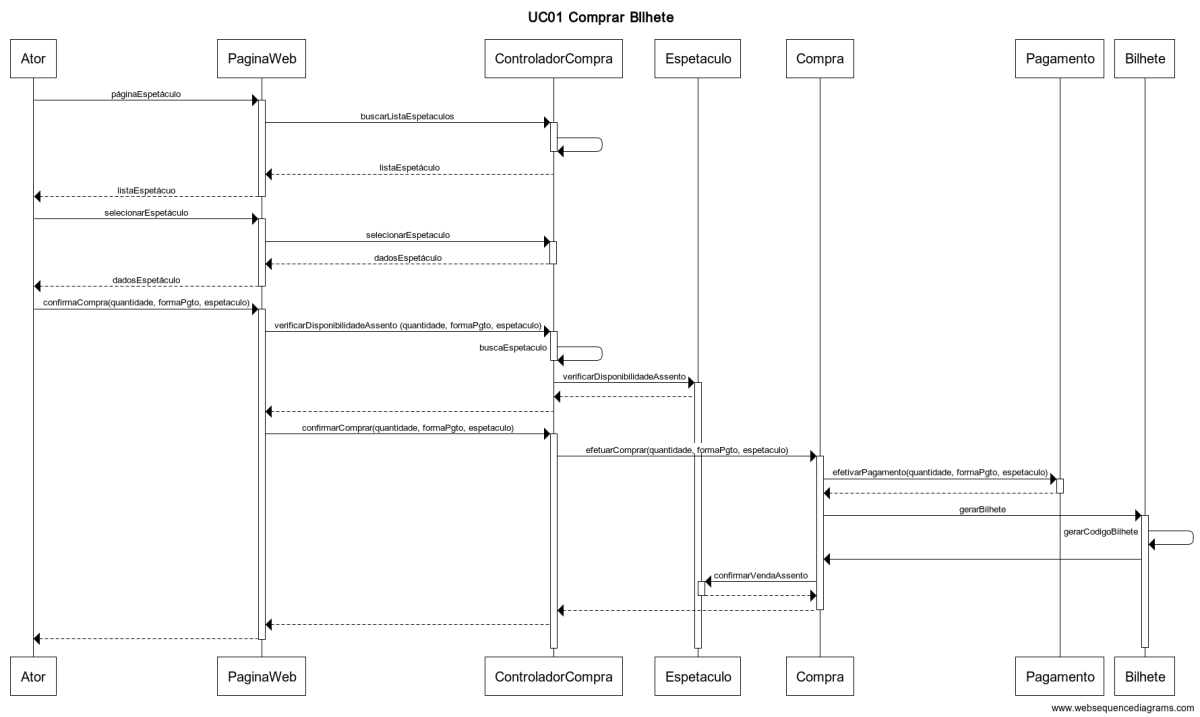 UC01 Comprar BIlhete
Ator PaginaWeb ControladorCompra Espetaculo Compra Pagamento Bilhete
páginaEspetáculo
buscarListaEspetaculos
listaEspetáculo
listaEspetácuo
selecionarEspetáculo
selecionarEspetaculo
dadosEspetáculo
dadosEspetáculo
confirmaCompra(quantidade, formaPgto, espetaculo)
verificarDisponibilidadeAssento (quantidade, formaPgto, espetaculo)
buscaEspetaculo
verificarDisponibilidadeAssento
confirmarComprar(quantidade, formaPgto, espetaculo)
efetuarComprar(quantidade, formaPgto, espetaculo)
efetivarPagamento(quantidade, formaPgto, espetaculo)
gerarBilhete
gerarCodigoBilhete
confirmarVendaAssento
Ator PaginaWeb ControladorCompra Espetaculo Compra Pagamento Bilhete
www.websequencediagrams.com